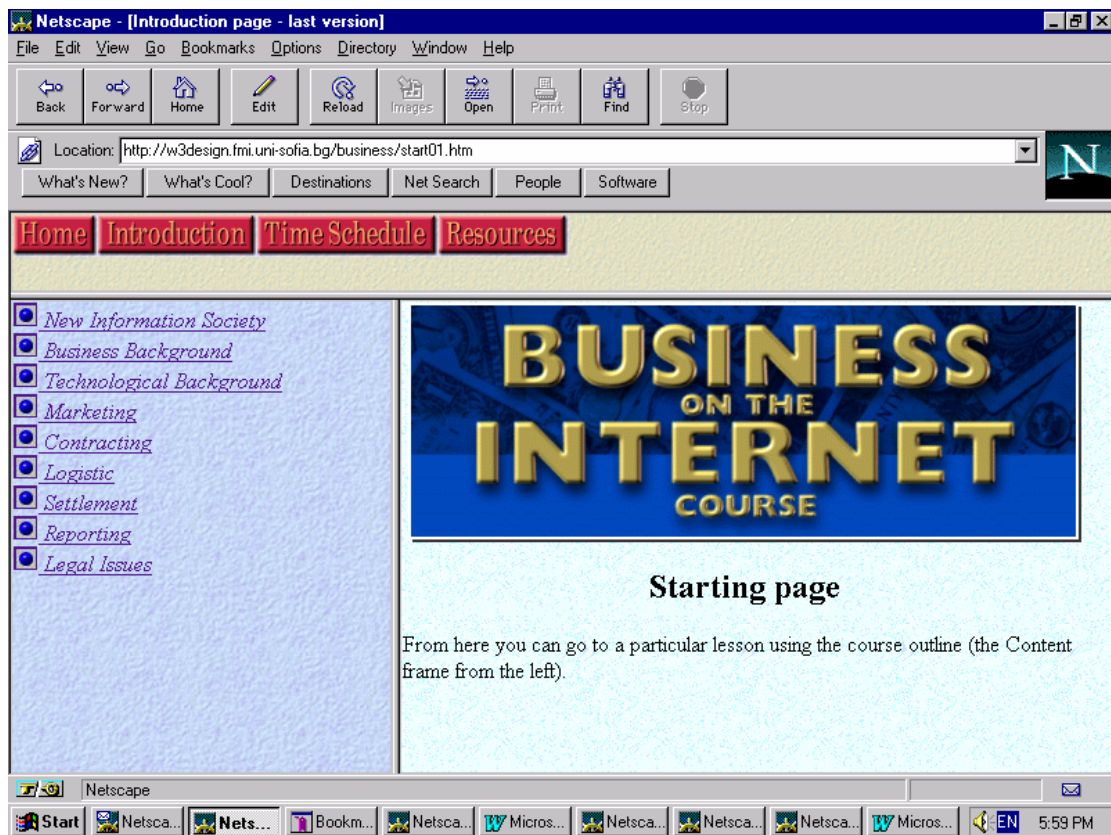 Netscape - [Introduction page - last version]
File Edit View Go Bookmarks Options Directory Window Help
Back Forward Home Edit Reload Images Open Print Find Stop
Location: http://w3design.fmi.uni-sofia.bg/business/start01.htm
N
What's New? What's Cool? Destinations Net Search People Software
Home Introduction Time Schedule Resources
New Information Society
Business Background
Technological Background
Marketing
Contracting
Logistic
Settlement
Reporting
Legal Issues
BUSINESS
ON THE
INTERNET
COURSE
Starting page
From here you can go to a particular lesson using the course outline (the Content
frame from the left).
Netscape
Start Netsca... Nets... Bookm... Netsca... Micros... Netsca... Netsca... Netsca... Micros... EN 5:59 PM